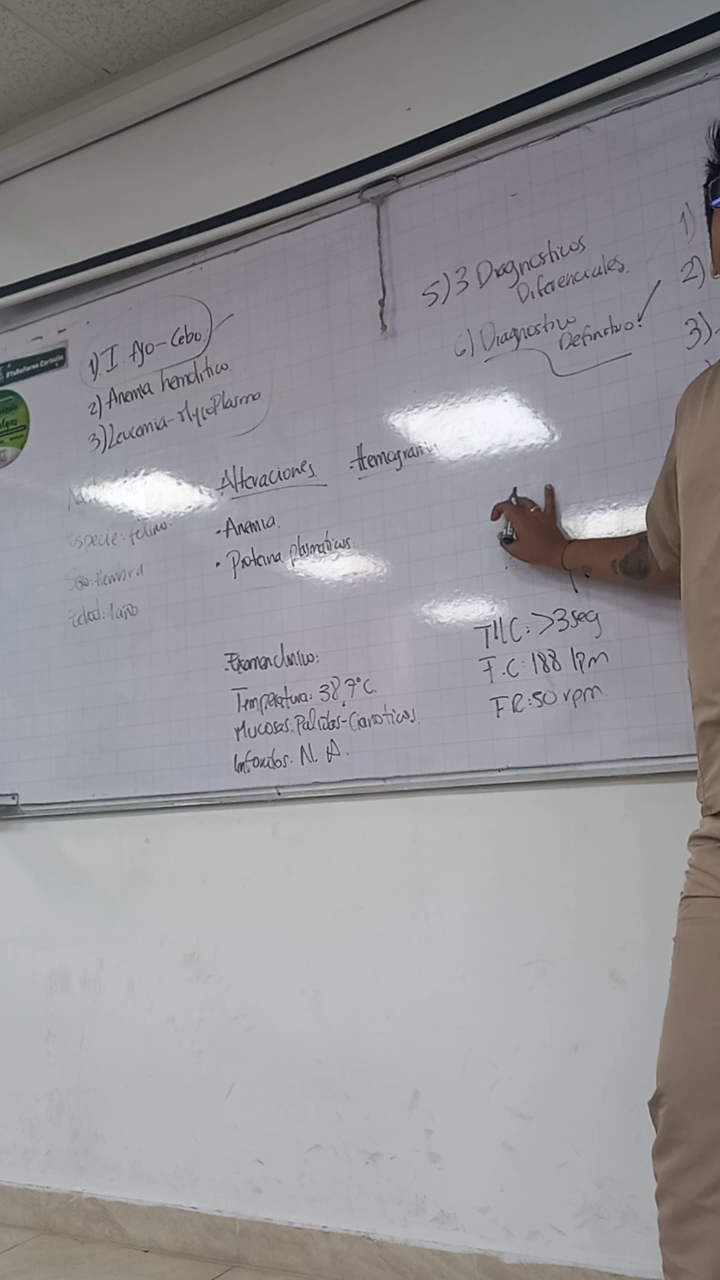 1) I Ajo-Cebo
2) Anemia hemolitica.
3) Leucemia-Mycoplasma
Especie: felino.
Sexo: Hembra
Edad: 1 año
Alteraciones
-Anemia.
• Proteina plasmaticas
-Hemograma
5) 3 Diagnosticos
Diferenciales.
6) Diagnostico
Definitivo!
1)
2)
3)
Examen clinico:
Temperatura: 38,7°C.
Mucosas: Palidas-Cianoticas.
Linfonodos: N. A.
TLLC: >3seg
F.C: 188 lpm
FR: 50 rpm